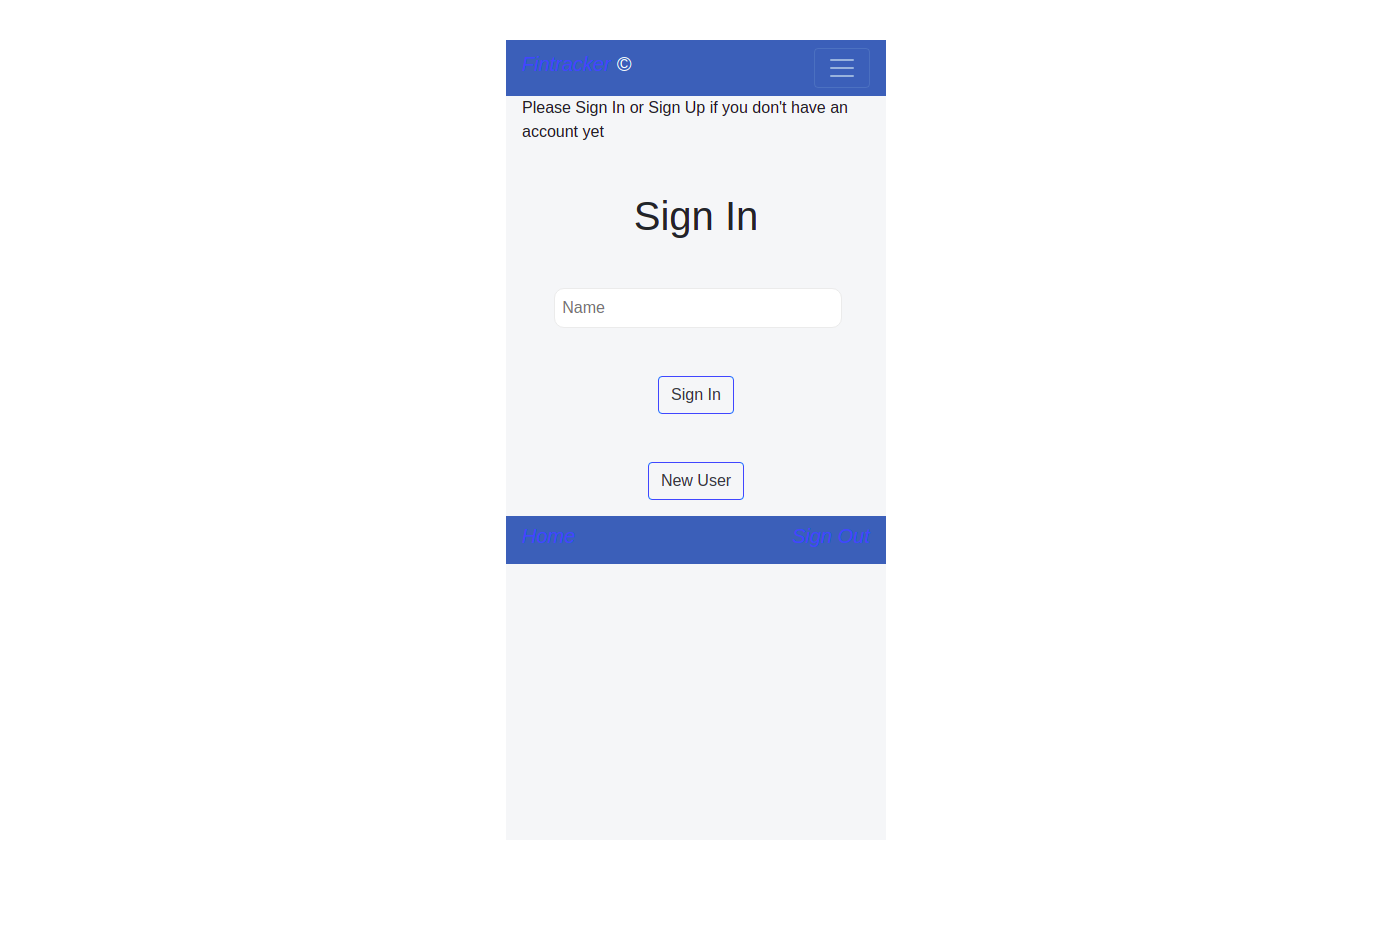 Fintracker ©
Please Sign In or Sign Up if you don't have an
account yet
Sign In
Name
Sign In
New User
Home
Sign Out